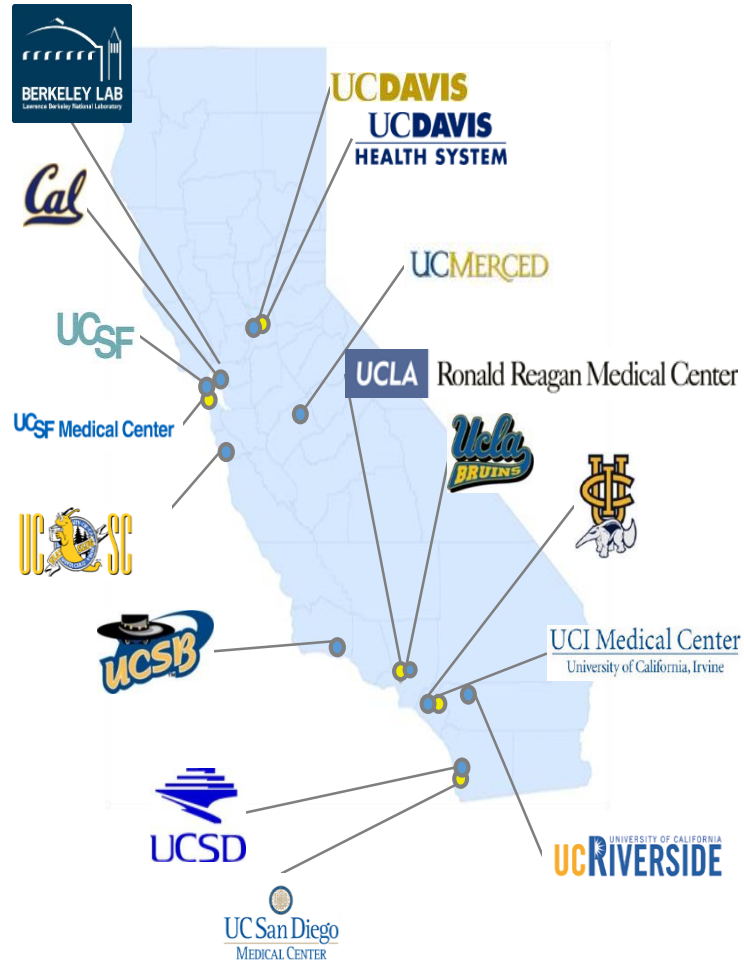 BERKELEY LAB
Lawrence Berkeley National Laboratory
UCDAVIS
UCDAVIS
HEALTH SYSTEM
Cal
UCMERCED
UCSF
UCLA Ronald Reagan Medical Center
UCSF Medical Center
Ucla
BRUINS
UCI
UC SC
UCSB
UCI Medical Center
University of California, Irvine
UCSD
UNIVERSITY OF CALIFORNIA
UCRIVERSIDE
UC San Diego
MEDICAL CENTER